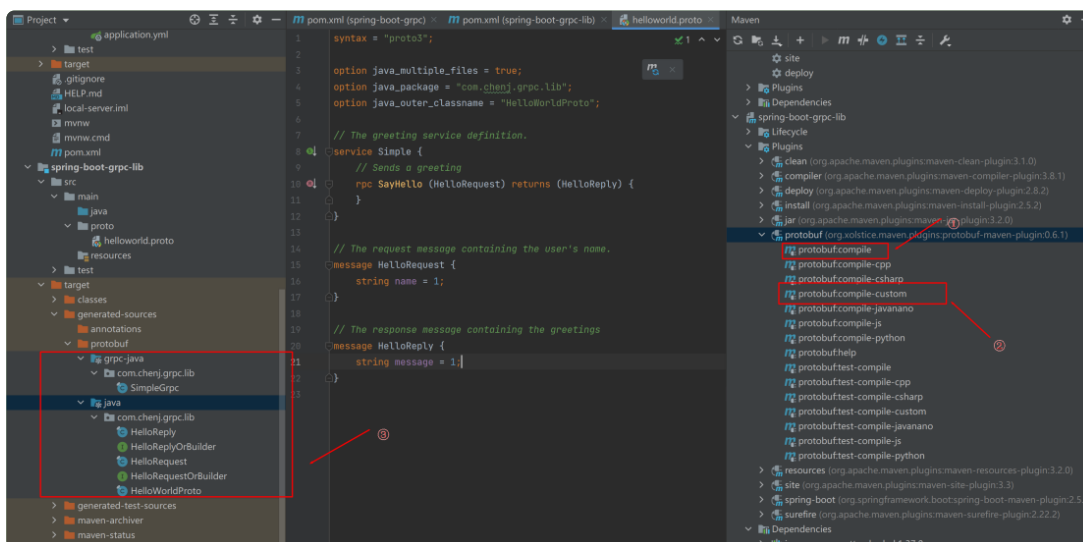 Project
application.yml
test
target
.gitignore
HELP.md
local-server.iml
mvnw
mvnw.cmd
pom.xml
spring-boot-grpc-lib
src
main
java
proto
helloworld.proto
resources
test
target
classes
generated-sources
annotations
protobuf
grpc-java
com.chenj.grpc.lib
SimpleGrpc
java
com.chenj.grpc.lib
HelloReply
HelloReplyOrBuilder
HelloRequest
HelloRequestOrBuilder
HelloWorldProto
generated-test-sources
maven-archiver
maven-status
③
pom.xml (spring-boot-grpc) × pom.xml (spring-boot-grpc-lib) × helloworld.proto ×
1 syntax = "proto3";
1
2
3 option java_multiple_files = true;
4 option java_package = "com.chenj.grpc.lib";
5 option java_outer_classname = "HelloWorldProto";
6
7 // The greeting service definition.
8 service Simple {
9 // Sends a greeting
10 rpc SayHello (HelloRequest) returns (HelloReply) {
11 }
12 }
13
14 // The request message containing the user's name.
15 message HelloRequest {
16 string name = 1;
17 }
18
19 // The response message containing the greetings
20 message HelloReply {
21 string message = 1;
22 }
23
Maven
site
deploy
Plugins
Dependencies
spring-boot-grpc-lib
Lifecycle
Plugins
clean (org.apache.maven.plugins:maven-clean-plugin:3.1.0)
compiler (org.apache.maven.plugins:maven-compiler-plugin:3.8.1)
deploy (org.apache.maven.plugins:maven-deploy-plugin:2.8.2)
install (org.apache.maven.plugins:maven-install-plugin:2.5.2)
jar (org.apache.maven.plugins:maven-jar-plugin:3.2.0)
①
protobuf (org.xolstice.maven.plugins:protobuf-maven-plugin:0.6.1)
protobuf:compile
protobuf:compile-cpp
protobuf:compile-csharp
protobuf:compile-custom
protobuf:compile-javanano
protobuf:compile-js
protobuf:compile-python
②
protobuf:help
protobuf:test-compile
protobuf:test-compile-cpp
protobuf:test-compile-csharp
protobuf:test-compile-custom
protobuf:test-compile-javanano
protobuf:test-compile-js
protobuf:test-compile-python
resources (org.apache.maven.plugins:maven-resources-plugin:3.2.0)
site (org.apache.maven.plugins:maven-site-plugin:3.3)
spring-boot (org.springframework.boot:spring-boot-maven-plugin:2.5.
surefire (org.apache.maven.plugins:maven-surefire-plugin:2.22.2)
Dependencies